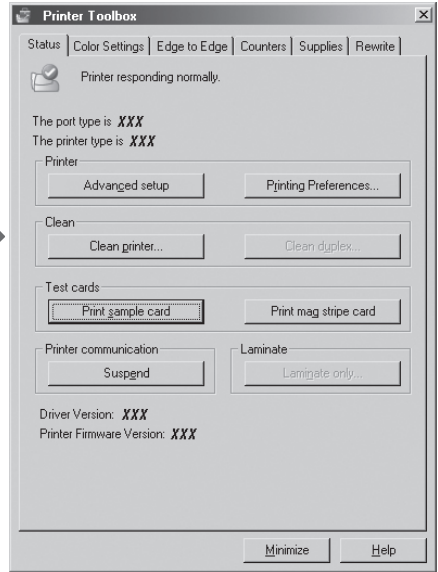 Printer Toolbox
Status Color Settings Edge to Edge Counters Supplies Rewrite
Printer responding normally.
The port type is XXX
The printer type is XXX
Printer
Advanced setup Printing Preferences...
Clean
Clean printer... Clean duplex...
Test cards
Print sample card Print mag stripe card
Printer communication Laminate
Suspend Laminate only...
Driver Version: XXX
Printer Firmware Version: XXX
Minimize Help